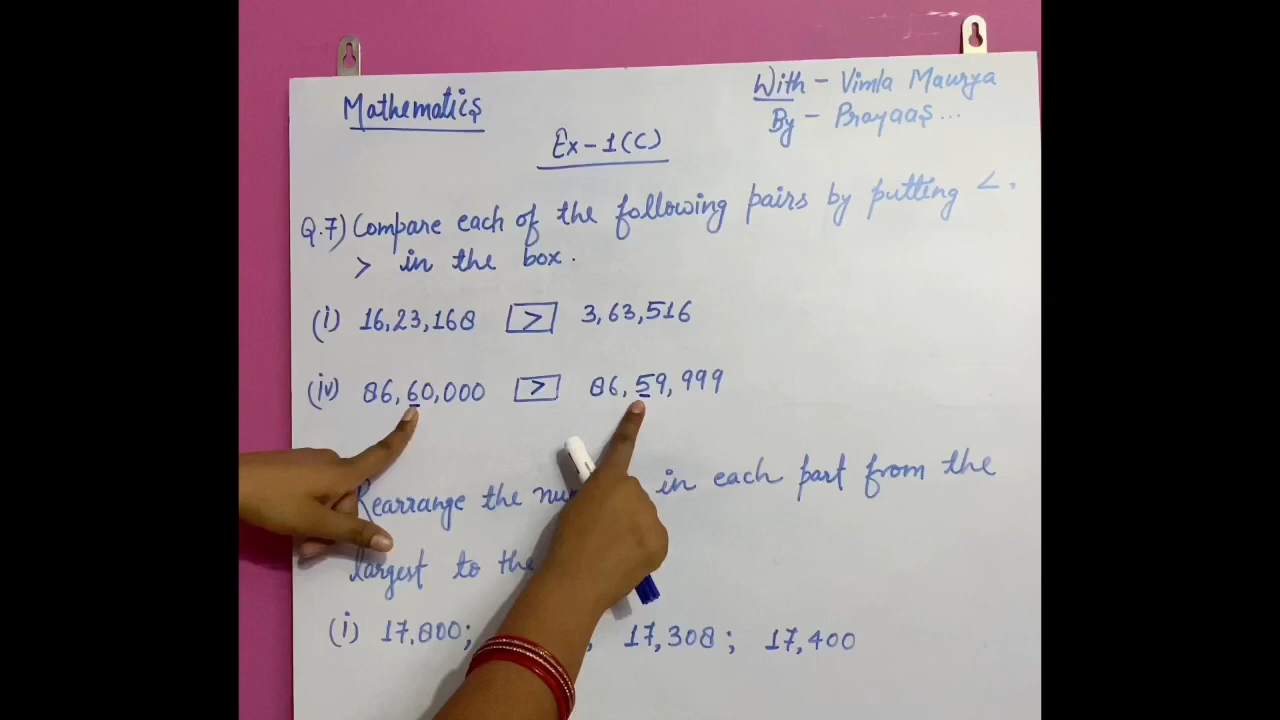 Mathematics
With - Vimla Maurya
By - Prayaas...
Ex-1(C)
Q.7) Compare each of the following pairs by putting <.
> in the box.
(i) 16,23,168 > 3,63,516
(iv) 86,60,000 > 86,59,999
Rearrange the in each part from the
largest to the
(i) 17,800; 17,308; 17,400